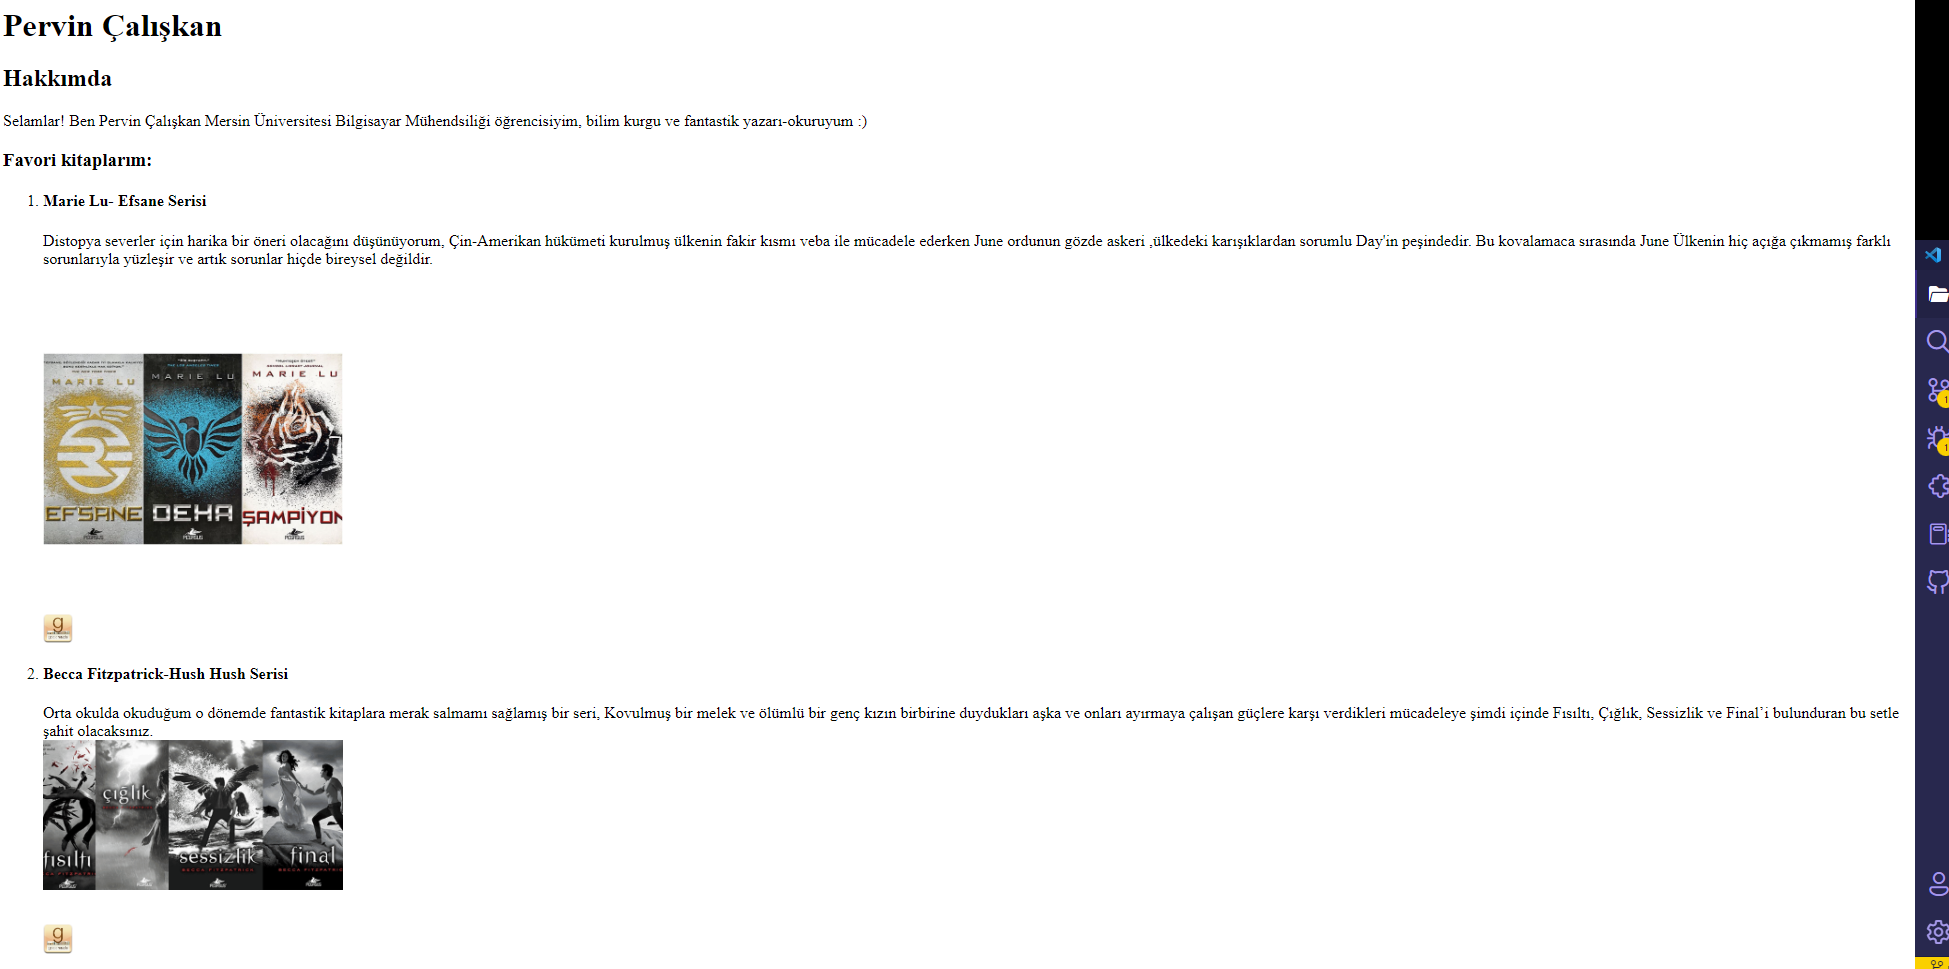 Pervin Çalışkan
Hakkımda
Selamlar! Ben Pervin Çalışkan Mersin Üniversitesi Bilgisayar Mühendsiliği öğrencisiyim, bilim kurgu ve fantastik yazarı-okuruyum :)
Favori kitaplarım:
1. Marie Lu- Efsane Serisi
Distopya severler için harika bir öneri olacağını düşünüyorum, Çin-Amerikan hükümeti kurulmuş ülkenin fakir kısmı veba ile mücadele ederken June ordunun gözde askeri ,ülkedeki karışıklardan sorumlu Day'in peşindedir. Bu kovalamaca sırasında June Ülkenin hiç açığa çıkmamış farklı
sorunlarıyla yüzleşir ve artık sorunlar hiçde bireysel değildir.
MARIE LU MARIE LU MARIE LU
EFSANE DEHA ŞAMPİYON
g
2. Becca Fitzpatrick-Hush Hush Serisi
Orta okulda okuduğum o dönemde fantastik kitaplara merak salmamı sağlamış bir seri, Kovulmuş bir melek ve ölümlü bir genç kızın birbirine duydukları aşka ve onları ayırmaya çalışan güçlere karşı verdikleri mücadeleye şimdi içinde Fısıltı, Çığlık, Sessizlik ve Final’i bulunduran bu setle
şahit olacaksınız.
çığlık
fısıltı sessizlik final
g
1
1